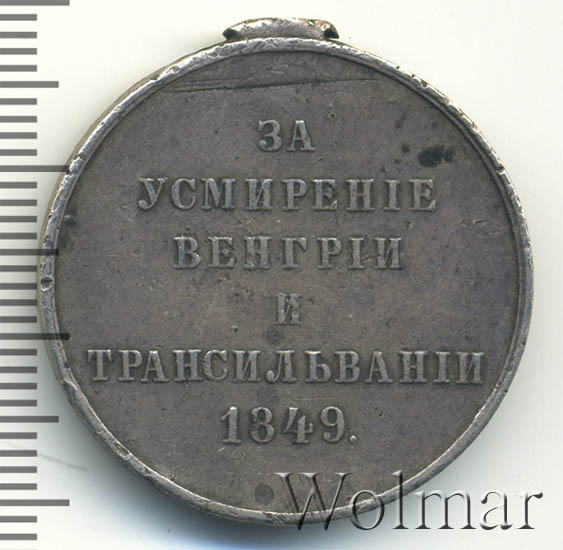 ЗА
УСМИРЕНІЕ
ВЕНГРІИ
И
ТРАНСИЛЬВАНІИ
1849.
Wolmar